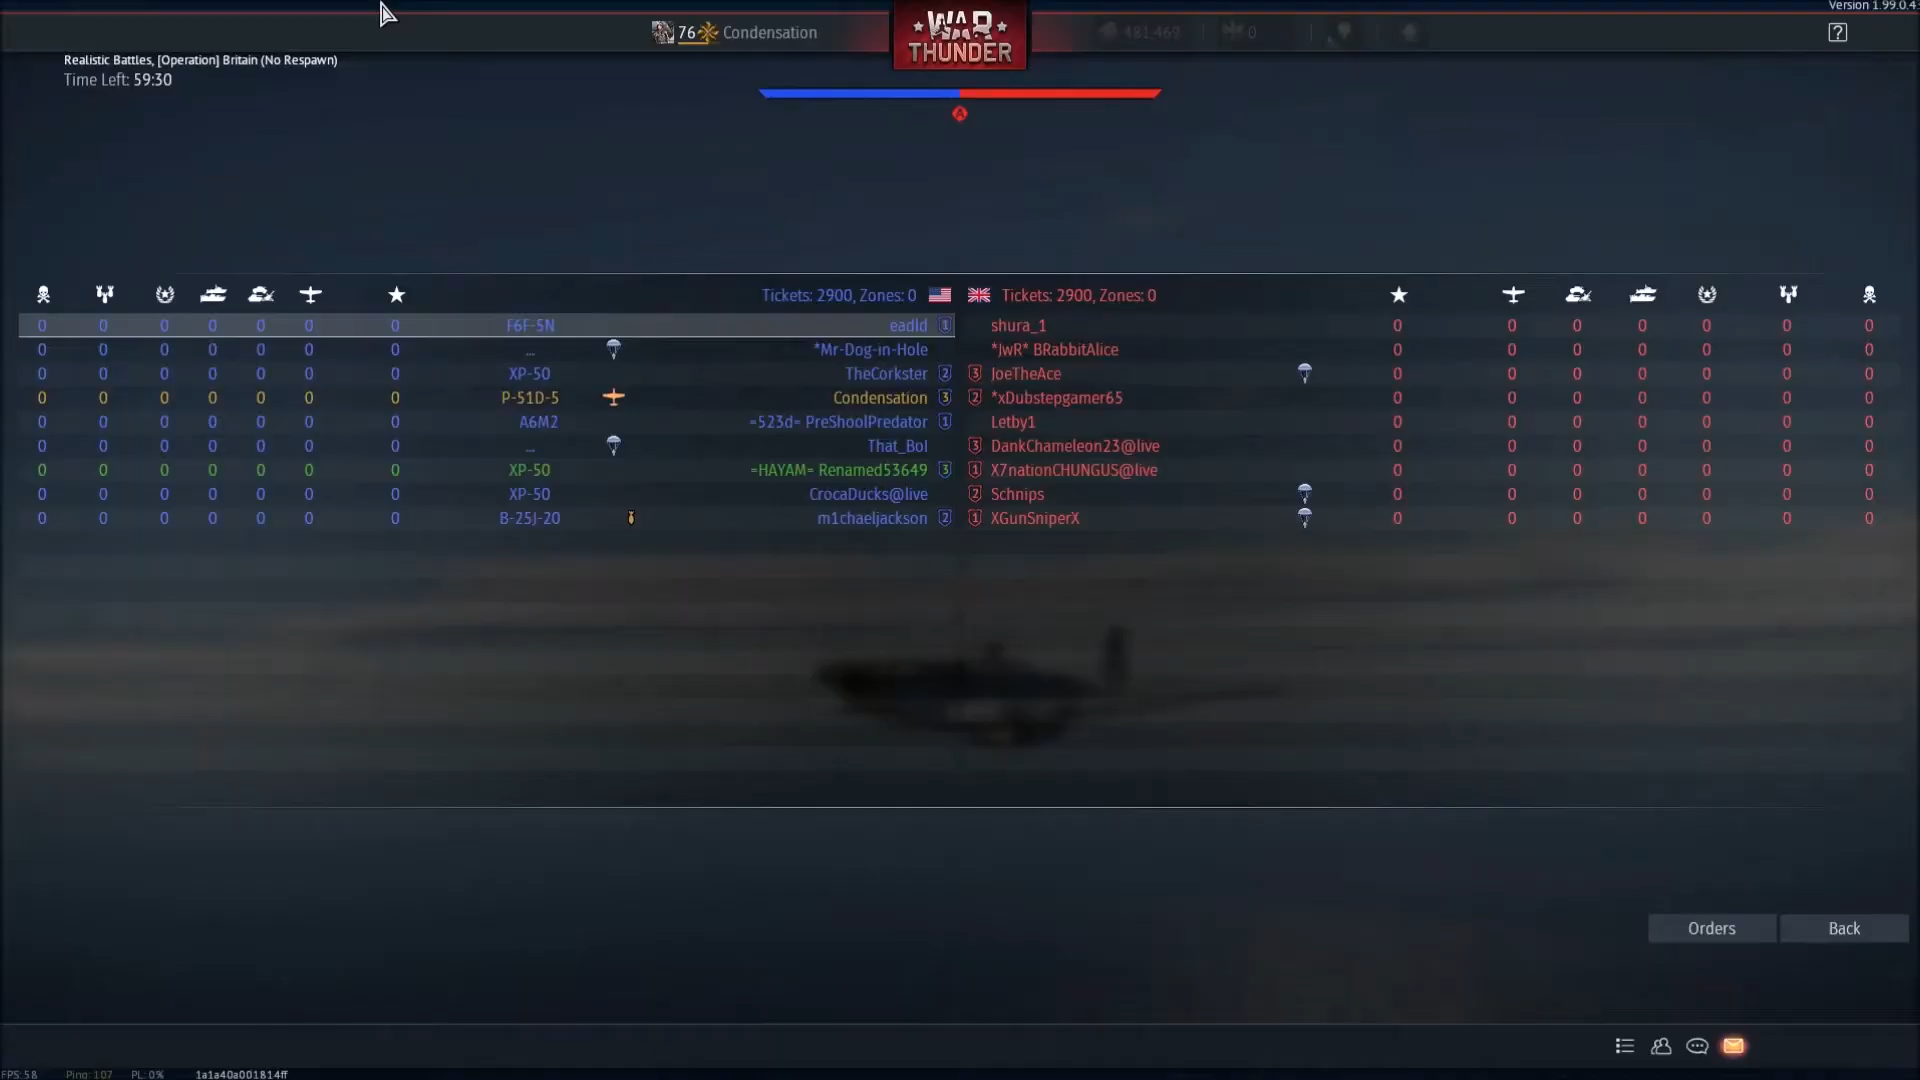 Version 1.99.0.4
76 Condensation
WAR THUNDER
481,469 0
Realistic Battles, [Operation] Britain (No Respawn)
Time Left: 59:30
Tickets: 2900, Zones: 0 Tickets: 2900, Zones: 0
0 0 0 0 0 0 0 F6F-5N eadld 1 shura_1 0 0 0 0 0 0 0
0 0 0 0 0 0 0 ... *Mr-Dog-in-Hole *JwR* BRabbitAlice 0 0 0 0 0 0 0
0 0 0 0 0 0 0 XP-50 TheCorkster 2 3 JoeTheAce 0 0 0 0 0 0 0
0 0 0 0 0 0 0 P-51D-5 Condensation 3 2 *xDubstepgamer65 0 0 0 0 0 0 0
0 0 0 0 0 0 0 A6M2 =523d= PreShoolPredator 1 Letby1 0 0 0 0 0 0 0
0 0 0 0 0 0 0 ... That_BoI 3 DankChameleon23@live 0 0 0 0 0 0 0
0 0 0 0 0 0 0 XP-50 =HAYAM= Renamed53649 3 1 X7nationCHUNGUS@live 0 0 0 0 0 0 0
0 0 0 0 0 0 0 XP-50 CrocaDucks@live 2 Schnips 0 0 0 0 0 0 0
0 0 0 0 0 0 0 B-25J-20 m1chaeljackson 2 1 XGunSniperX 0 0 0 0 0 0 0
Orders Back
FPS: 58 Ping: 107 PL: 0% 1a1a40a001814ff